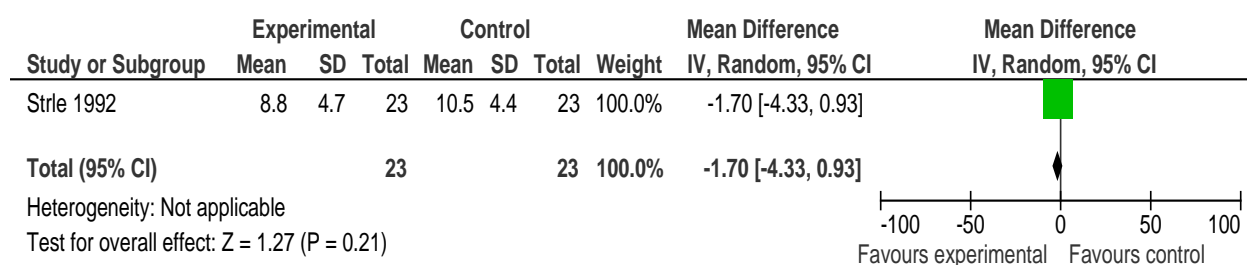 Experimental Control Mean Difference Mean Difference
Study or Subgroup Mean SD Total Mean SD Total Weight IV, Random, 95% CI IV, Random, 95% CI
Strle 1992 8.8 4.7 23 10.5 4.4 23 100.0% -1.70 [-4.33, 0.93]
Total (95% CI) 23 23 100.0% -1.70 [-4.33, 0.93]
Heterogeneity: Not applicable
Test for overall effect: Z = 1.27 (P = 0.21)
-100 -50 0 50 100
Favours experimental Favours control